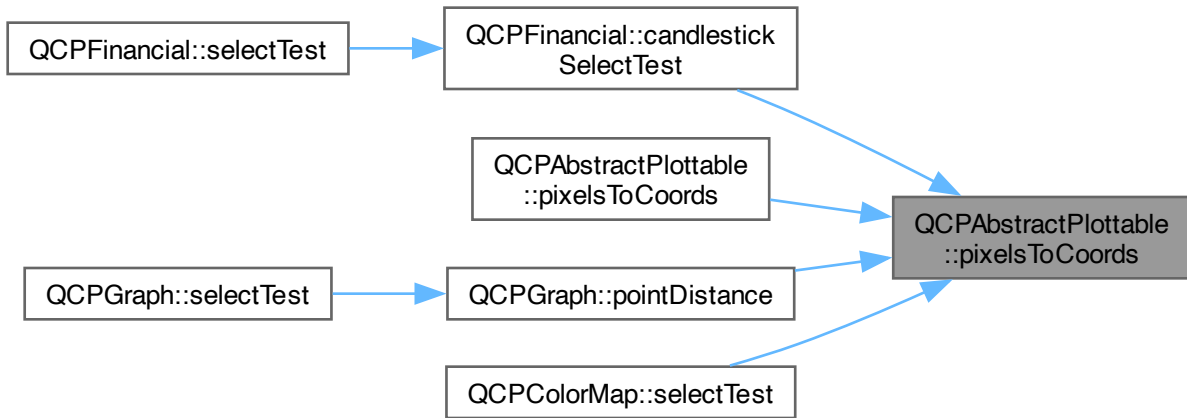 QCPFinancial::selectTest
QCPFinancial::candlestick
SelectTest
QCPAbstractPlottable
::pixelsToCoords
QCPAbstractPlottable
::pixelsToCoords
QCPGraph::selectTest
QCPGraph::pointDistance
QCPColorMap::selectTest